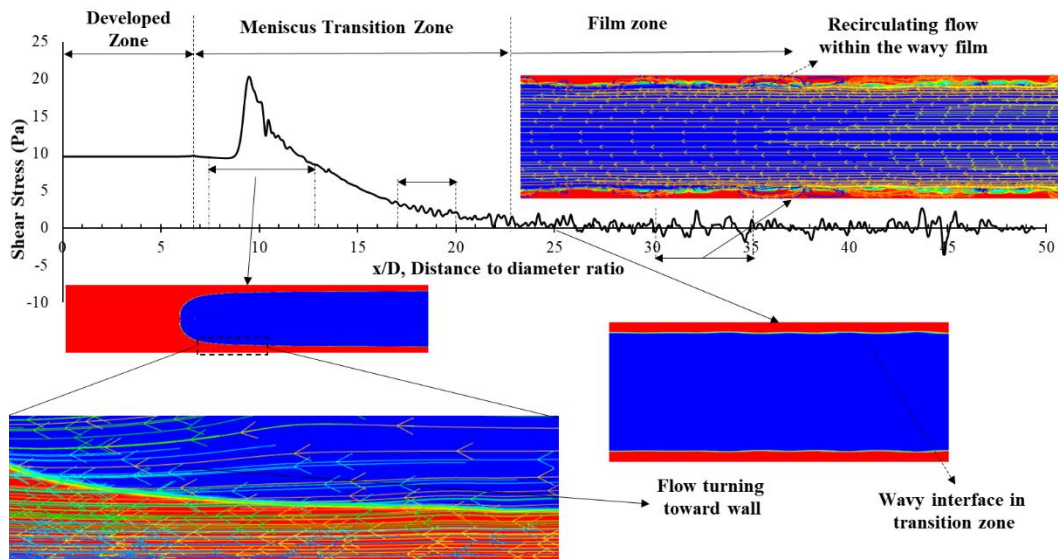 Developed
Zone
Meniscus Transition Zone
Film zone
Recirculating flow
within the wavy film
25
20
15
10
5
0
-5
-10
Shear Stress (Pa)
0 5 10 15 20 25 30 35 40 45 50
x/D, Distance to diameter ratio
Flow turning
toward wall
Wavy interface in
transition zone